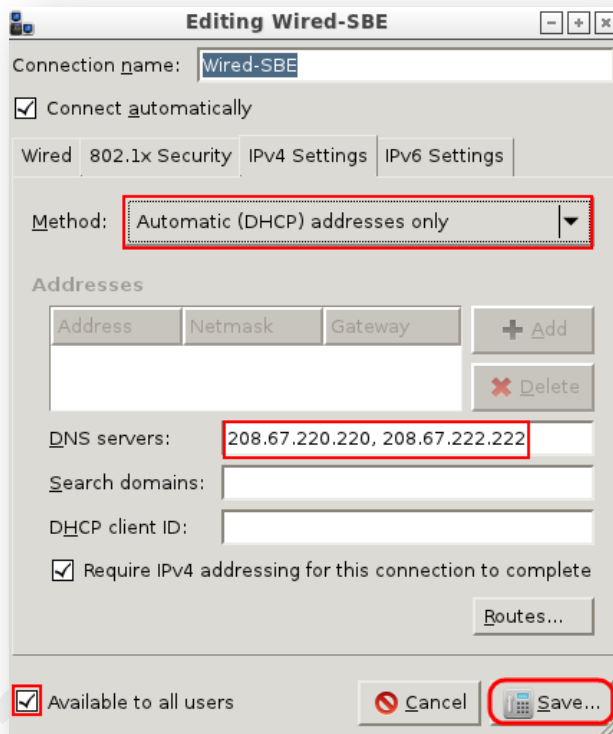 Editing Wired-SBE
Connection name: Wired-SBE
Connect automatically
Wired 802.1x Security IPv4 Settings IPv6 Settings
Method: Automatic (DHCP) addresses only
Addresses
Address Netmask Gateway Add
Delete
DNS servers: 208.67.220.220, 208.67.222.222
Search domains:
DHCP client ID:
Require IPv4 addressing for this connection to complete
Routes...
Available to all users Cancel Save...